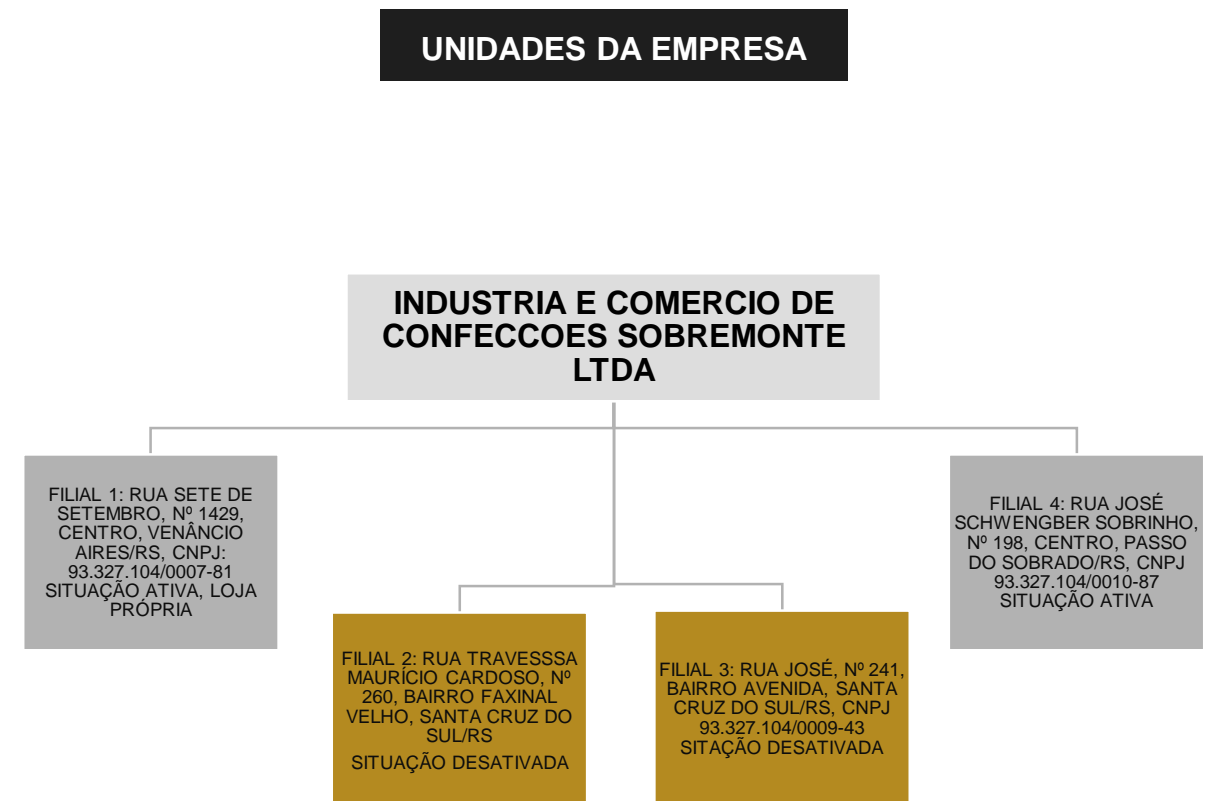 UNIDADES DA EMPRESA
INDUSTRIA E COMERCIO DE
CONFECCOES SOBREMONTE
LTDA
FILIAL 1: RUA SETE DE
SETEMBRO, Nº 1429,
CENTRO, VENÂNCIO
AIRES/RS, CNPJ:
93.327.104/0007-81
SITUAÇÃO ATIVA, LOJA
PRÓPRIA
FILIAL 2: RUA TRAVESSSA
MAURÍCIO CARDOSO, Nº
260, BAIRRO FAXINAL
VELHO, SANTA CRUZ DO
SUL/RS
SITUAÇÃO DESATIVADA
FILIAL 3: RUA JOSÉ, Nº 241,
BAIRRO AVENIDA, SANTA
CRUZ DO SUL/RS, CNPJ
93.327.104/0009-43
SITAÇÃO DESATIVADA
FILIAL 4: RUA JOSÉ
SCHWENGBER SOBRINHO,
Nº 198, CENTRO, PASSO
DO SOBRADO/RS, CNPJ
93.327.104/0010-87
SITUAÇÃO ATIVA